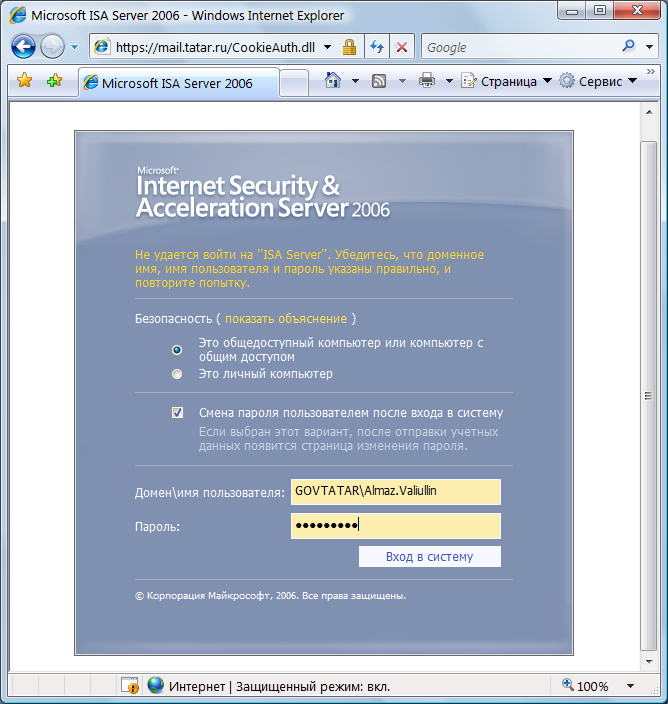 Microsoft ISA Server 2006 - Windows Internet Explorer
https://mail.tatar.ru/CookieAuth.dll
Google
Microsoft ISA Server 2006
Страница
Сервис
Microsoft
Internet Security &
Acceleration Server 2006
Не удается войти на "ISA Server". Убедитесь, что доменное
имя, имя пользователя и пароль указаны правильно, и
повторите попытку.
Безопасность ( показать объяснение )
Это общедоступный компьютер или компьютер с
общим доступом
Это личный компьютер
Смена пароля пользователем после входа в систему
Если выбран этот вариант, после отправки учетных
данных появится страница изменения пароля.
Домен\имя пользователя: GOVTATAR\Almaz.Valiullin
Пароль: ●●●●●●●●●
Вход в систему
© Корпорация Майкрософт, 2006. Все права защищены.
Интернет | Защищенный режим: вкл.
100%